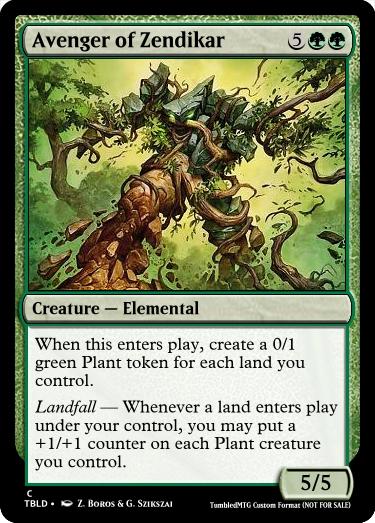 Avenger of Zendikar 5
Creature — Elemental
When this enters play, create a 0/1
green Plant token for each land you
control.
Landfall — Whenever a land enters play
under your control, you may put a
+1/+1 counter on each Plant creature
you control.
5/5
C
TBLD • Z. Boros & G. Szikszai
TumbledMTG Custom Format (NOT FOR SALE)